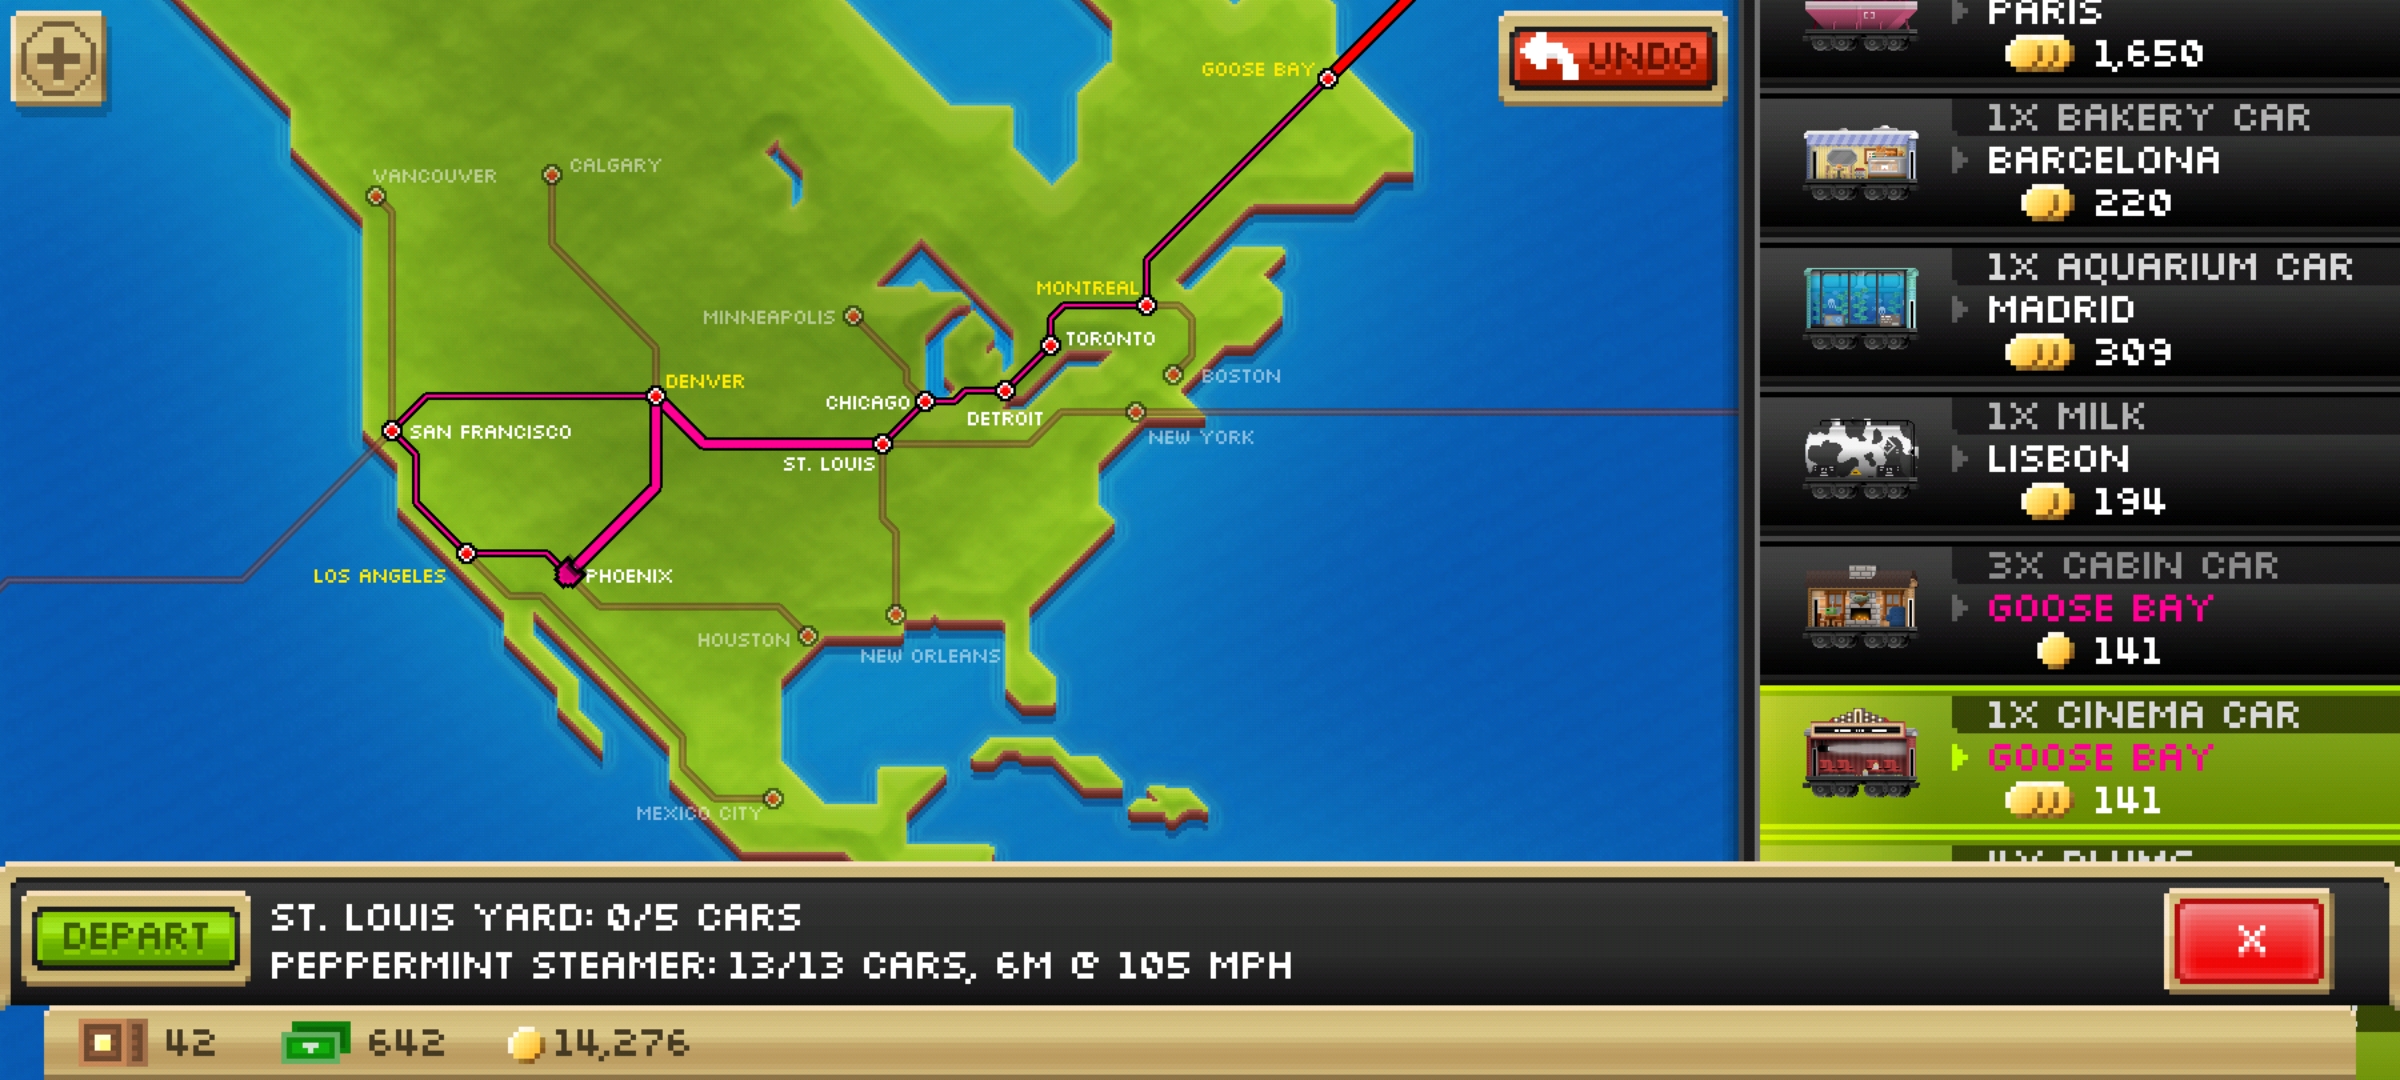 GOOSE BAY
UNDO
VANCOUVER
CALGARY
MINNEAPOLIS
MONTREAL
TORONTO
DENVER
CHICAGO
DETROIT
BOSTON
NEW YORK
SAN FRANCISCO
ST. LOUIS
LOS ANGELES
PHOENIX
HOUSTON
NEW ORLEANS
MEXICO CITY
PARIS
1,650
1X BAKERY CAR
BARCELONA
220
1X AQUARIUM CAR
MADRID
309
1X MILK
LISBON
194
3X CABIN CAR
GOOSE BAY
141
1X CINEMA CAR
GOOSE BAY
141
DEPART
ST. LOUIS YARD: 0/5 CARS
PEPPERMINT STEAMER: 13/13 CARS, 6M @ 105 MPH
X
42
642
14,276